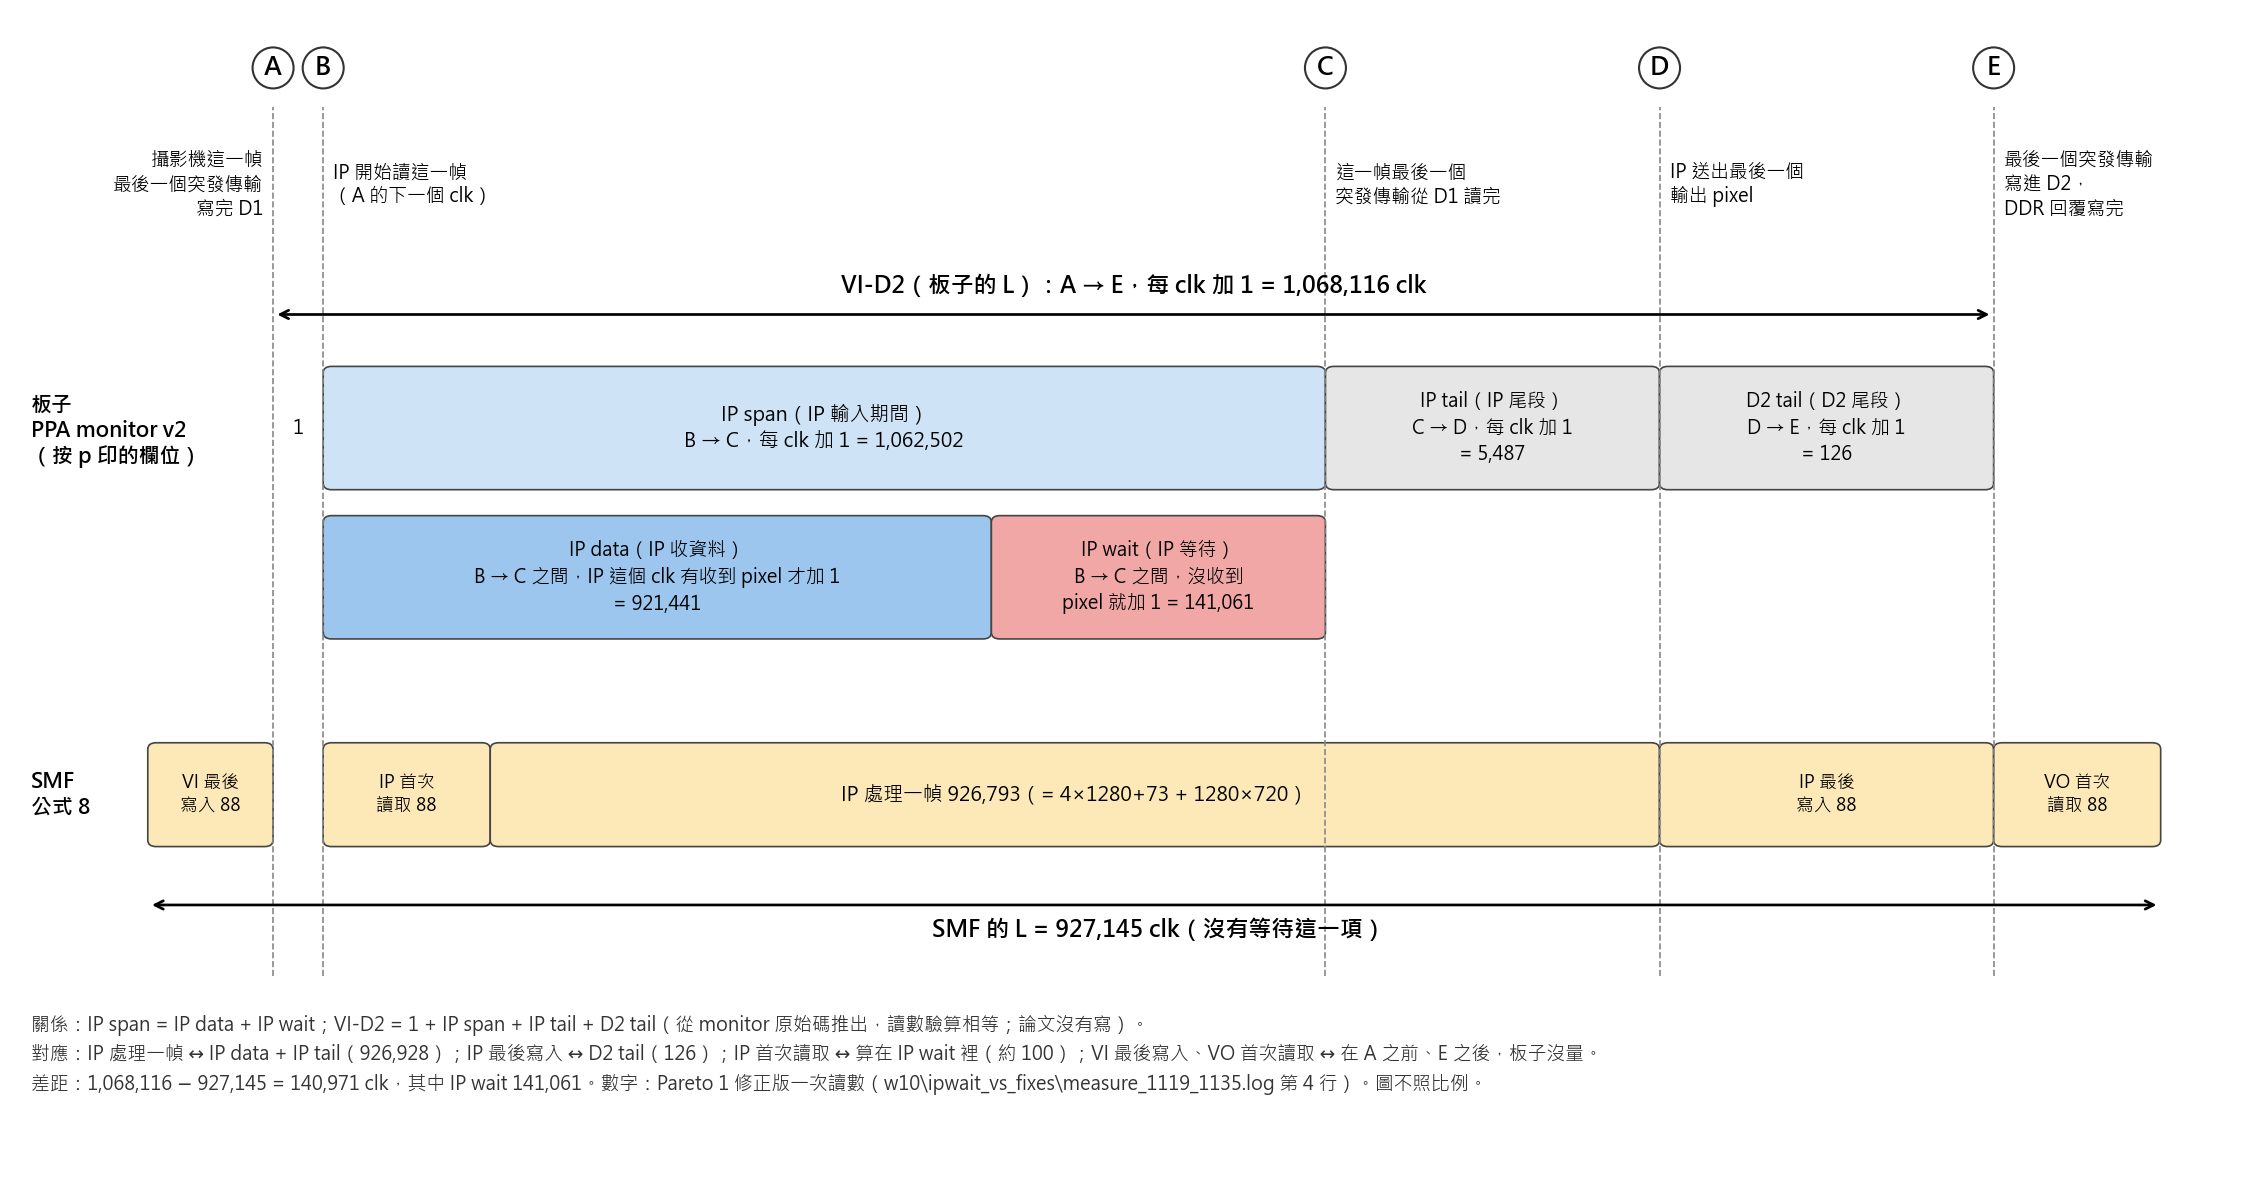 A
B
C
D
E
攝影機這一幀
最後一個突發傳輸
寫完 D1
IP 開始讀這一幀
（A 的下一個 clk）
這一幀最後一個
突發傳輸從 D1 讀完
IP 送出最後一個
輸出 pixel
最後一個突發傳輸
寫進 D2，
DDR 回覆寫完
VI-D2（板子的 L）：A → E，每 clk 加 1 = 1,068,116 clk
板子
PPA monitor v2
（按 p 印的欄位）
1
IP span（IP 輸入期間）
B → C，每 clk 加 1 = 1,062,502
IP tail（IP 尾段）
C → D，每 clk 加 1
= 5,487
D2 tail（D2 尾段）
D → E，每 clk 加 1
= 126
IP data（IP 收資料）
B → C 之間，IP 這個 clk 有收到 pixel 才加 1
= 921,441
IP wait（IP 等待）
B → C 之間，沒收到
pixel 就加 1 = 141,061
SMF
公式 8
VI 最後
寫入 88
IP 首次
讀取 88
IP 處理一幀 926,793（= 4×1280+73 + 1280×720）
IP 最後
寫入 88
VO 首次
讀取 88
SMF 的 L = 927,145 clk（沒有等待這一項）
關係：IP span = IP data + IP wait；VI-D2 = 1 + IP span + IP tail + D2 tail（從 monitor 原始碼推出，讀數驗算相等；論文沒有寫）。
對應：IP 處理一幀 ↔ IP data + IP tail（926,928）；IP 最後寫入 ↔ D2 tail（126）；IP 首次讀取 ↔ 算在 IP wait 裡（約 100）；VI 最後寫入、VO 首次讀取 ↔ 在 A 之前、E 之後，板子沒量。
差距：1,068,116 − 927,145 = 140,971 clk，其中 IP wait 141,061。數字：Pareto 1 修正版一次讀數（w10\ipwait_vs_fixes\measure_1119_1135.log 第 4 行）。圖不照比例。